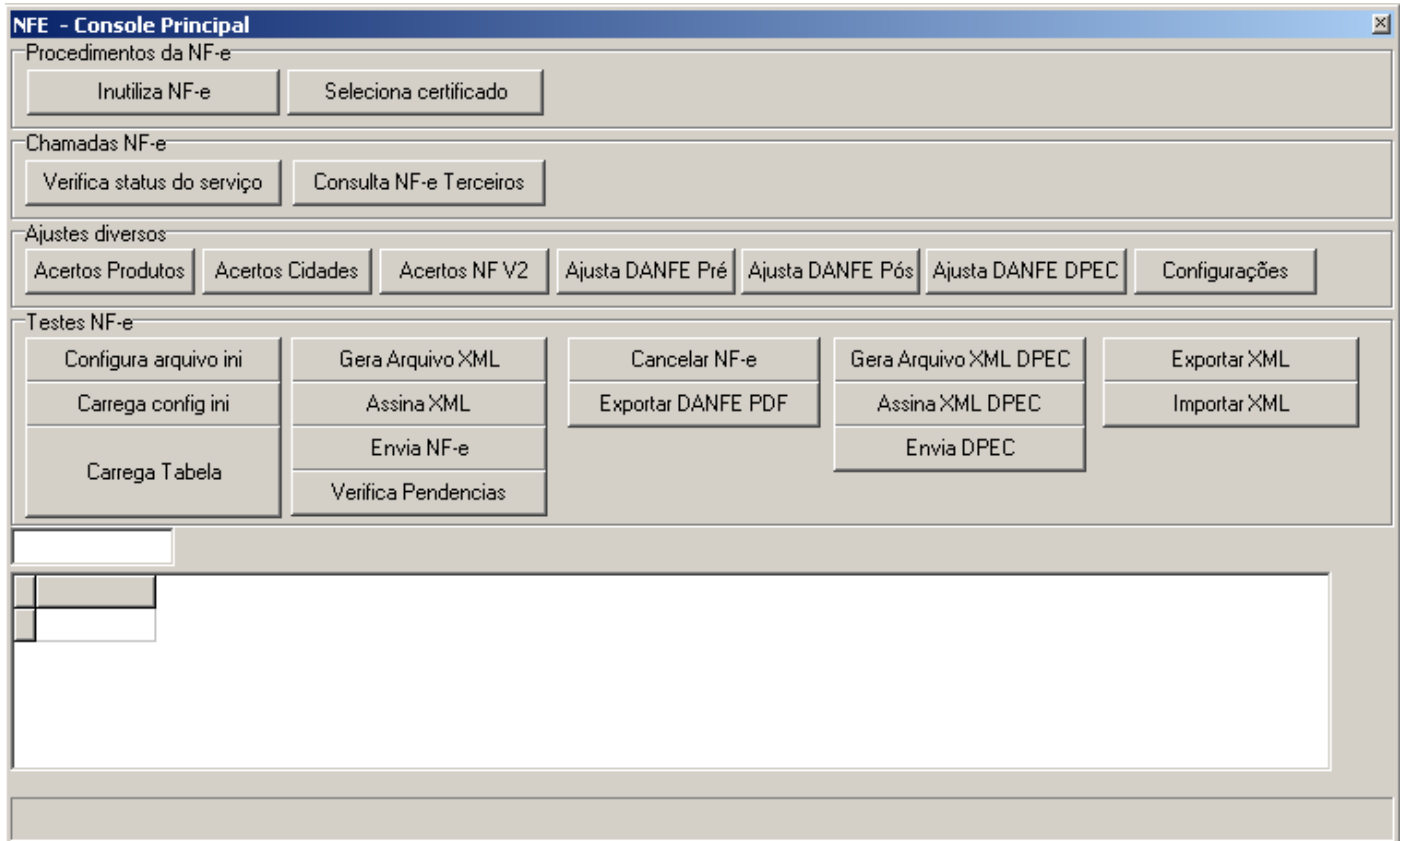 NFE - Console Principal
Procedimentos da NF-e
Inutiliza NF-e Seleciona certificado
Chamadas NF-e
Verifica status do serviço Consulta NF-e Terceiros
Ajustes diversos
Acertos Produtos Acertos Cidades Acertos NF V2 Ajusta DANFE Pré Ajusta DANFE Pós Ajusta DANFE DPEC Configurações
Testes NF-e
Configura arquivo ini Gera Arquivo XML Cancelar NF-e Gera Arquivo XML DPEC Exportar XML
Carrega config ini Assina XML Exportar DANFE PDF Assina XML DPEC Importar XML
Envia NF-e Envia DPEC
Carrega Tabela
Verifica Pendencias